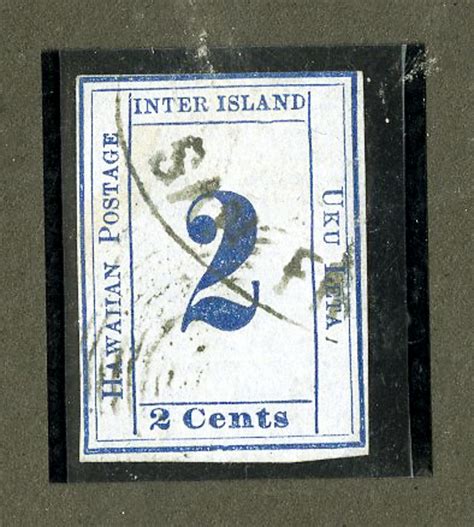 INTER ISLAND
HAWAIIAN POSTAGE
2
UKU LETA,
2 Cents